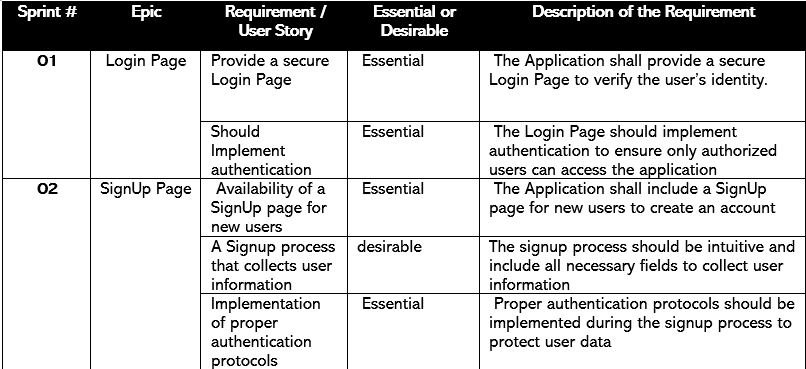 Sprint # Epic Requirement / User Story Essential or Desirable Description of the Requirement
01 Login Page Provide a secure Essential The Application shall provide a secure
Login Page Login Page to verify the user's identity.
Should Essential The Login Page should implement
Implement authentication to ensure only authorized
authentication users can access the application
02 SignUp Page Availability of a Essential The Application shall include a SignUp
SignUp page for page for new users to create an account
new users
A Signup process desirable The signup process should be intuitive and
that collects user include all necessary fields to collect user
information information
Implementation Essential Proper authentication protocols should be
of proper implemented during the signup process to
authentication protect user data
protocols